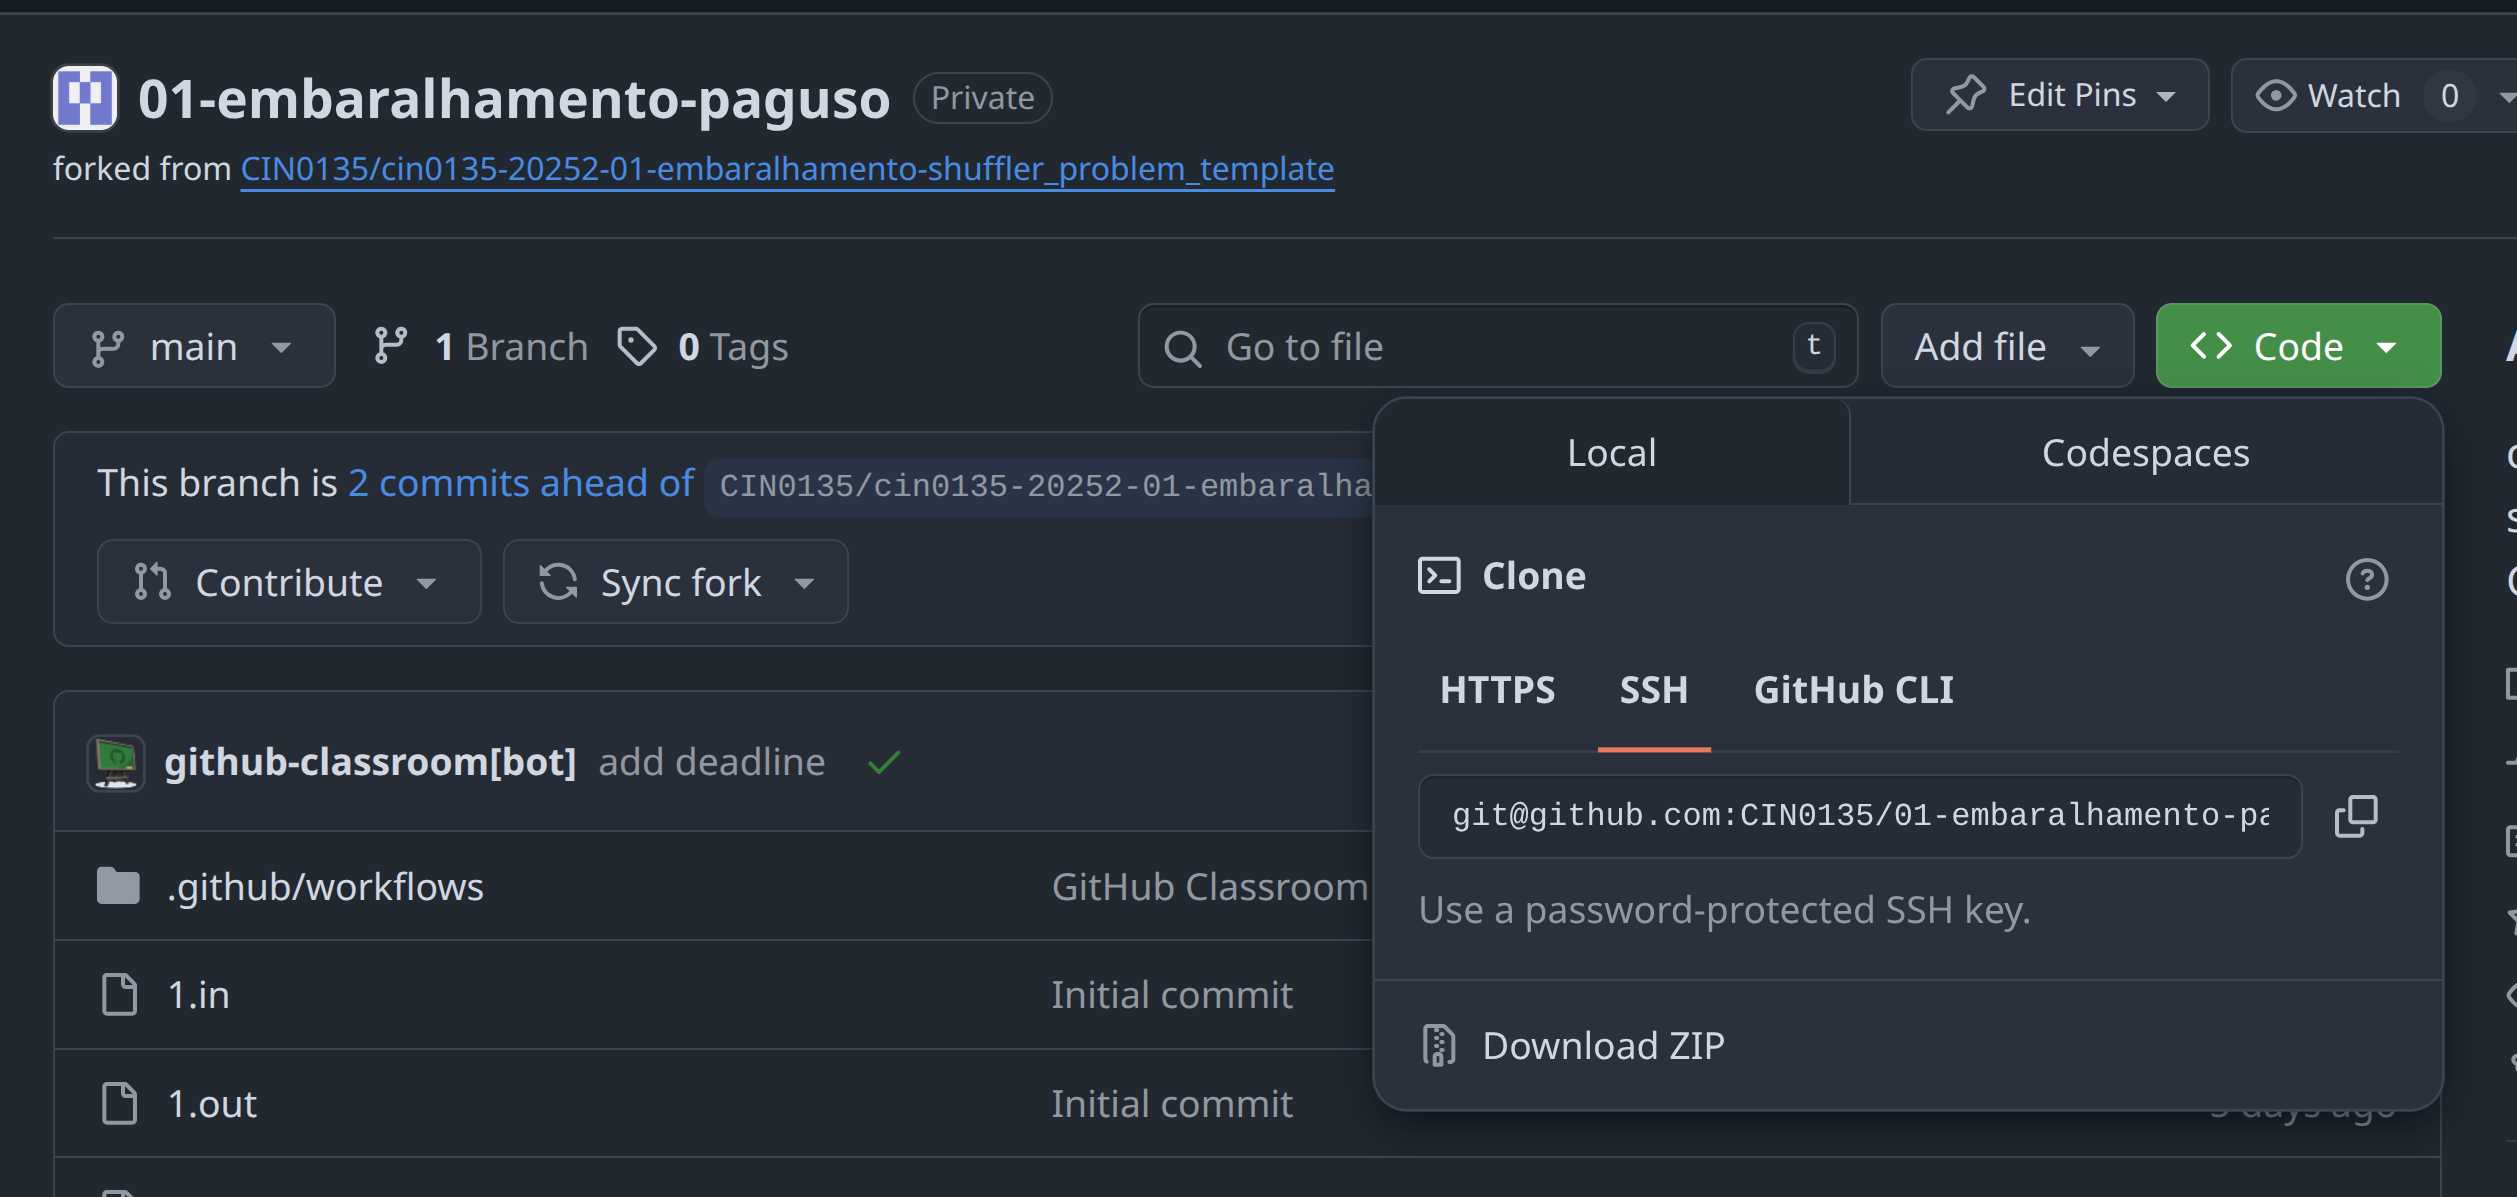 01-embaralhamento-paguso Private
Edit Pins
Watch 0
forked from CIN0135/cin0135-20252-01-embaralhamento-shuffler_problem_template
main
1 Branch
0 Tags
Go to file
t
Add file
Code
This branch is 2 commits ahead of CIN0135/cin0135-20252-01-embaralha
Contribute
Sync fork
Local
Codespaces
Clone
HTTPS
SSH
GitHub CLI
git@github.com:CIN0135/01-embaralhamento-pa
Use a password-protected SSH key.
Download ZIP
github-classroom[bot] add deadline
.github/workflows
GitHub Classroom
1.in
Initial commit
1.out
Initial commit
days ago